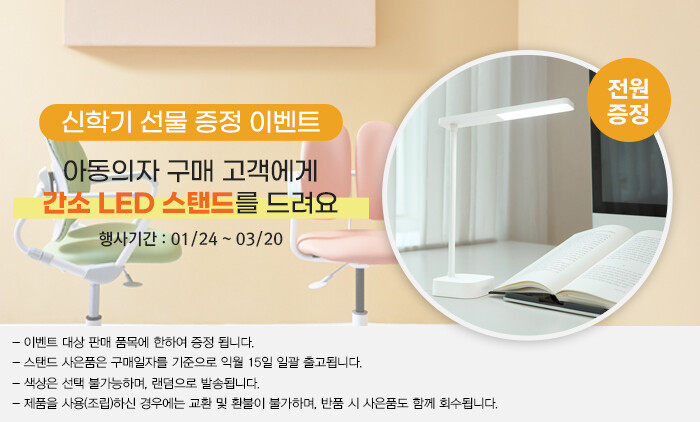 신학기 선물 증정 이벤트
아동의자 구매 고객에게
간소 LED 스탠드를 드려요
행사기간 : 01/24 ~ 03/20
전원
증정
- 이벤트 대상 판매 품목에 한하여 증정 됩니다.
- 스탠드 사은품은 구매일자를 기준으로 익월 15일 일괄 출고됩니다.
- 색상은 선택 불가능하며, 랜덤으로 발송됩니다.
- 제품을 사용(조립)하신 경우에는 교환 및 환불이 불가하며, 반품 시 사은품도 함께 회수됩니다.